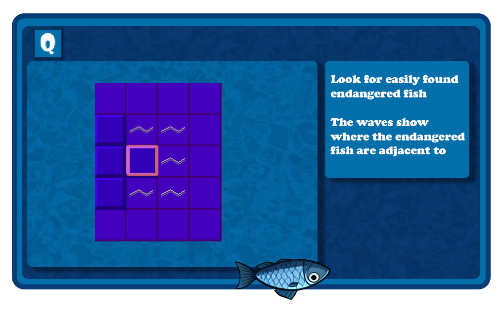 Q
Look for easily found
endangered fish
The waves show
where the endangered
fish are adjacent to